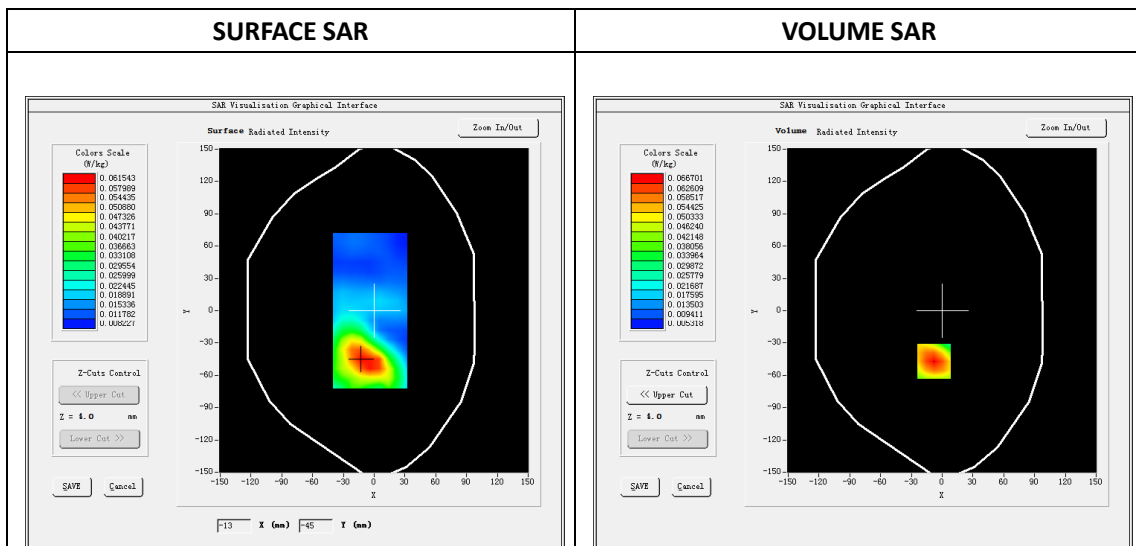 SURFACE SAR
VOLUME SAR
SAR Visualisation Graphical Interface
Surface Radiated Intensity
Zoom In/Out
Colors Scale
(W/kg)
0.061543
0.057989
0.054435
0.050880
0.047326
0.043771
0.040217
0.036663
0.033108
0.029554
0.025999
0.022445
0.018891
0.015336
0.011782
0.008227
150
120
90
60
30
0
-30
-60
-90
-120
-150
Y
-150 -120 -90 -60 -30 0 30 60 90 120 150
X
Z-Cuts Control
<< Upper Cut
Z = 4.0 mm
Lower Cut >>
SAVE Cancel
-13 X (mm) -45 Y (mm)
SAR Visualisation Graphical Interface
Volume Radiated Intensity
Zoom In/Out
Colors Scale
(W/kg)
0.066701
0.062609
0.058517
0.054425
0.050333
0.046240
0.042148
0.038056
0.033964
0.029872
0.025779
0.021687
0.017595
0.013503
0.009411
0.005318
150
120
90
60
30
0
-30
-60
-90
-120
-150
Y
-150 -120 -90 -60 -30 0 30 60 90 120 150
X
Z-Cuts Control
<< Upper Cut
Z = 4.0 mm
Lower Cut >>
SAVE Cancel